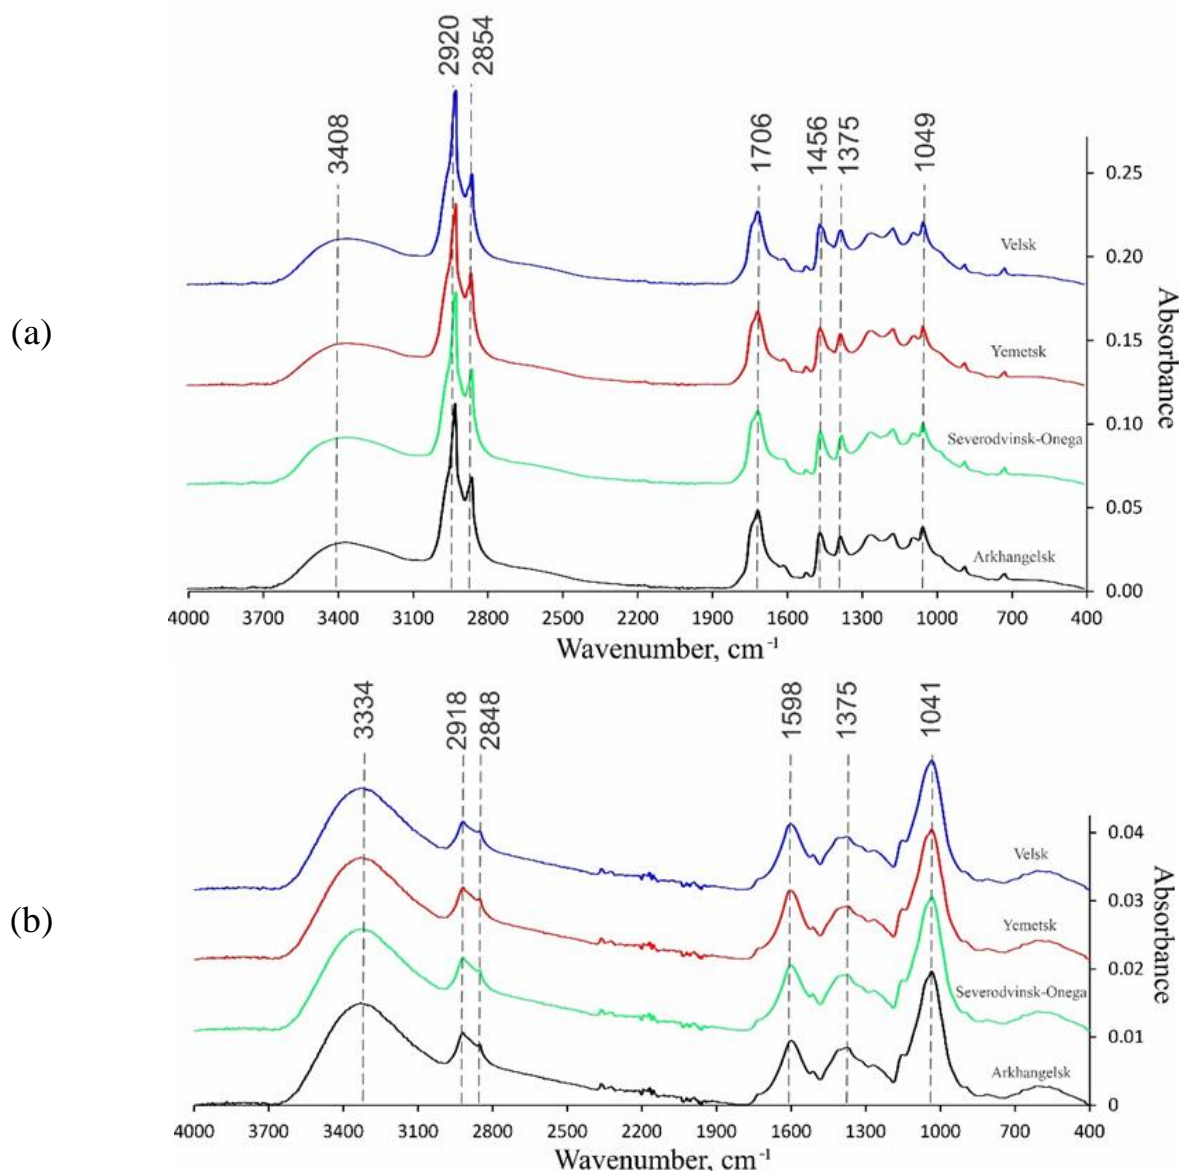 (a)
3408
2920
2854
1706
1456
1375
1049
0.25
0.20
0.15
0.10
0.05
0.00
Absorbance
Velsk
Yemetsk
Severodvinsk-Onega
Arkhangelsk
4000 3700 3400 3100 2800 2500 2200 1900 1600 1300 1000 700 400
Wavenumber, cm⁻¹
(b)
3334
2918
2848
1598
1375
1041
0.04
0.03
0.02
0.01
0
Absorbance
Velsk
Yemetsk
Severodvinsk-Onega
Arkhangelsk
4000 3700 3400 3100 2800 2500 2200 1900 1600 1300 1000 700 400
Wavenumber, cm⁻¹